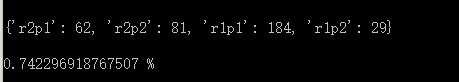 {'r2p1': 62, 'r2p2': 81, 'r1p1': 184, 'r1p2': 29}
0.742296918767507 %